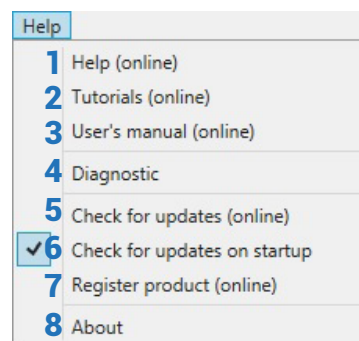 Help
1 Help (online)
2 Tutorials (online)
3 User's manual (online)
4 Diagnostic
5 Check for updates (online)
6 Check for updates on startup
7 Register product (online)
8 About